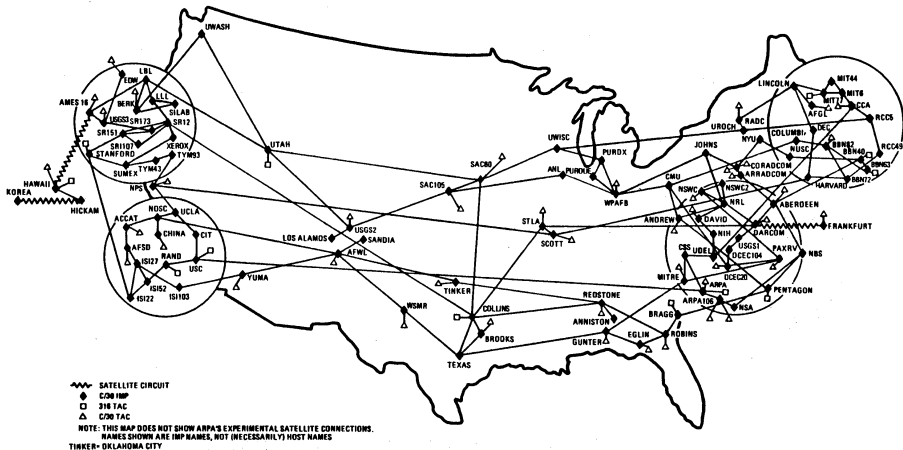 UWASH
LBL
EDW
LLL
BERK
SILAB
AMES 16
USGS3
SR173
SR12
SR151
SRI107
XEROX
STANFORD
TYM43
TYM93
SUMEX
NPS
HAWAII
KOREA
HICKAM
UTAH
NOSC
UCLA
ACCAT
CHINA
CIT
AFSD
RAND
ISI27
USC
ISI52
ISI22
ISI103
YUMA
LOS ALAMOS
USGS2
SANDIA
AFWL
SAC105
SAC80
UWISC
PURDX
ANL
PURDUE
WPAFB
STLA
SCOTT
TINKER
WSMR
COLLINS
BROOKS
TEXAS
REDSTONE
ANNISTON
GUNTER
EGLIN
ROBINS
BRAGG
LINCOLN
MIT44
MIT6
MIT77
CCA
AFGL
RCC5
RADC
UROCH
COLUMBI
DEC
NYU
NUSC
BBN82
BBN40
RCC49
BBN63
BBN72
HARVARD
JOHNS
CORADCOM
ARRADCOM
CMU
NSWC
NSWC2
NRL
ABERDEEN
ANDREW
DAVID
DARCOM
FRANKFURT
NIH
CSS
UDEL
USGS1
PAXRV
NBS
DCEC104
DCEC20
MITRE
ARPA
ARPA106
NSA
PENTAGON
SATELLITE CIRCUIT
C/30 IMP
316 TAC
C/30 TAC
NOTE: THIS MAP DOES NOT SHOW ARPA'S EXPERIMENTAL SATELLITE CONNECTIONS.
NAMES SHOWN ARE IMP NAMES, NOT (NECESSARILY) HOST NAMES
TINKER= OKLAHOMA CITY